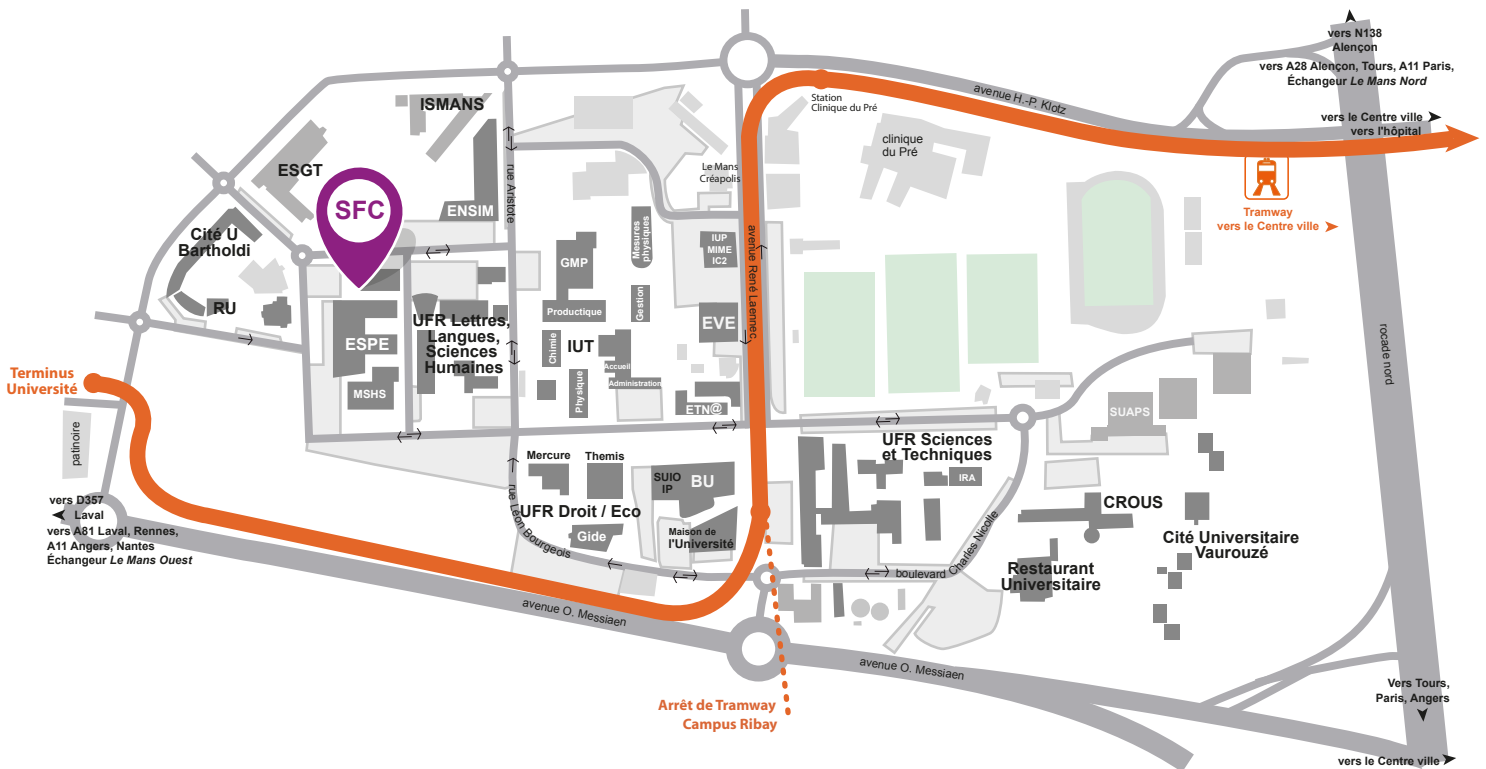 vers N138
Alençon
vers A28 Alençon, Tours, A11 Paris,
Échangeur Le Mans Nord
avenue H.-P. Klotz
vers le Centre ville
vers l'hôpital
Station
Clinique du Pré
clinique
du Pré
Tramway
vers le Centre ville
rocade nord
ISMANS
ESGT
SFC
ENSIM
rue Aristote
Le Mans
Créapolis
Cité U
Bartholdi
RU
Mesures
physiques
GMP
IUP
MIME
IC2
avenue René Laennec
Productique
Gestion
EVE
UFR Lettres,
Langues,
Sciences
Humaines
ESPE
MSHS
Chimie
IUT
Accueil
Administration
Physique
ETN@
Terminus
Université
patinoire
SUAPS
UFR Sciences
et Techniques
IRA
Mercure
Themis
SUIO
IP
BU
UFR Droit / Eco
Gide
Maison de
l'Université
rue Léon Bourgeois
CROUS
Cité Universitaire
Vaurouzé
Restaurant
Universitaire
boulevard Charles Nicolle
vers D357
Laval
vers A81 Laval, Rennes,
A11 Angers, Nantes
Échangeur Le Mans Ouest
avenue O. Messiaen
avenue O. Messiaen
Arrêt de Tramway
Campus Ribay
Vers Tours,
Paris, Angers
vers le Centre ville